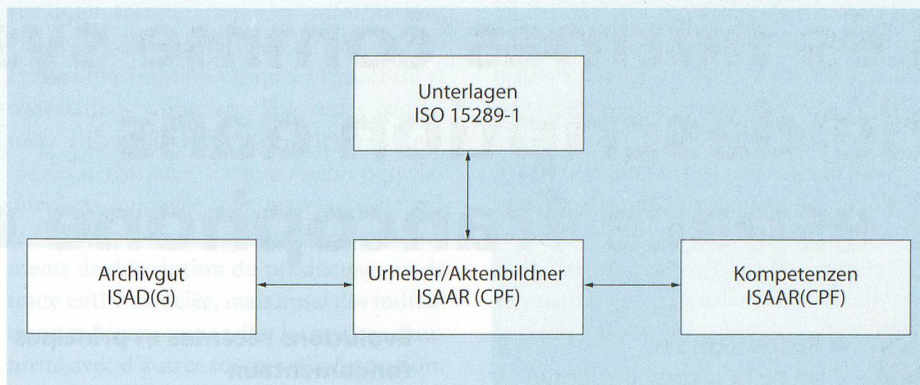 Unterlagen
ISO 15289-1
Archivgut
ISAD(G)
Urheber/Aktenbildner
ISAAR (CPF)
Kompetenzen
ISAAR(CPF)